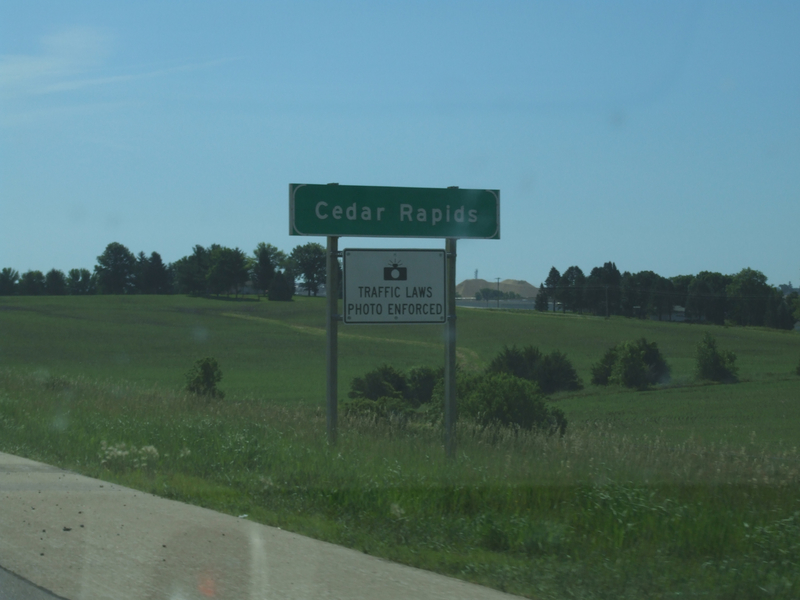 Cedar Rapids
TRAFFIC LAWS
PHOTO ENFORCED